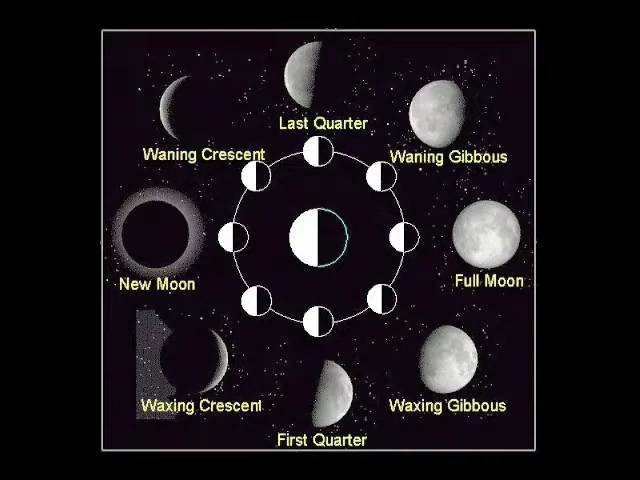 Last Quarter
Waning Crescent
Waning Gibbous
New Moon
Full Moon
Waxing Crescent
Waxing Gibbous
First Quarter